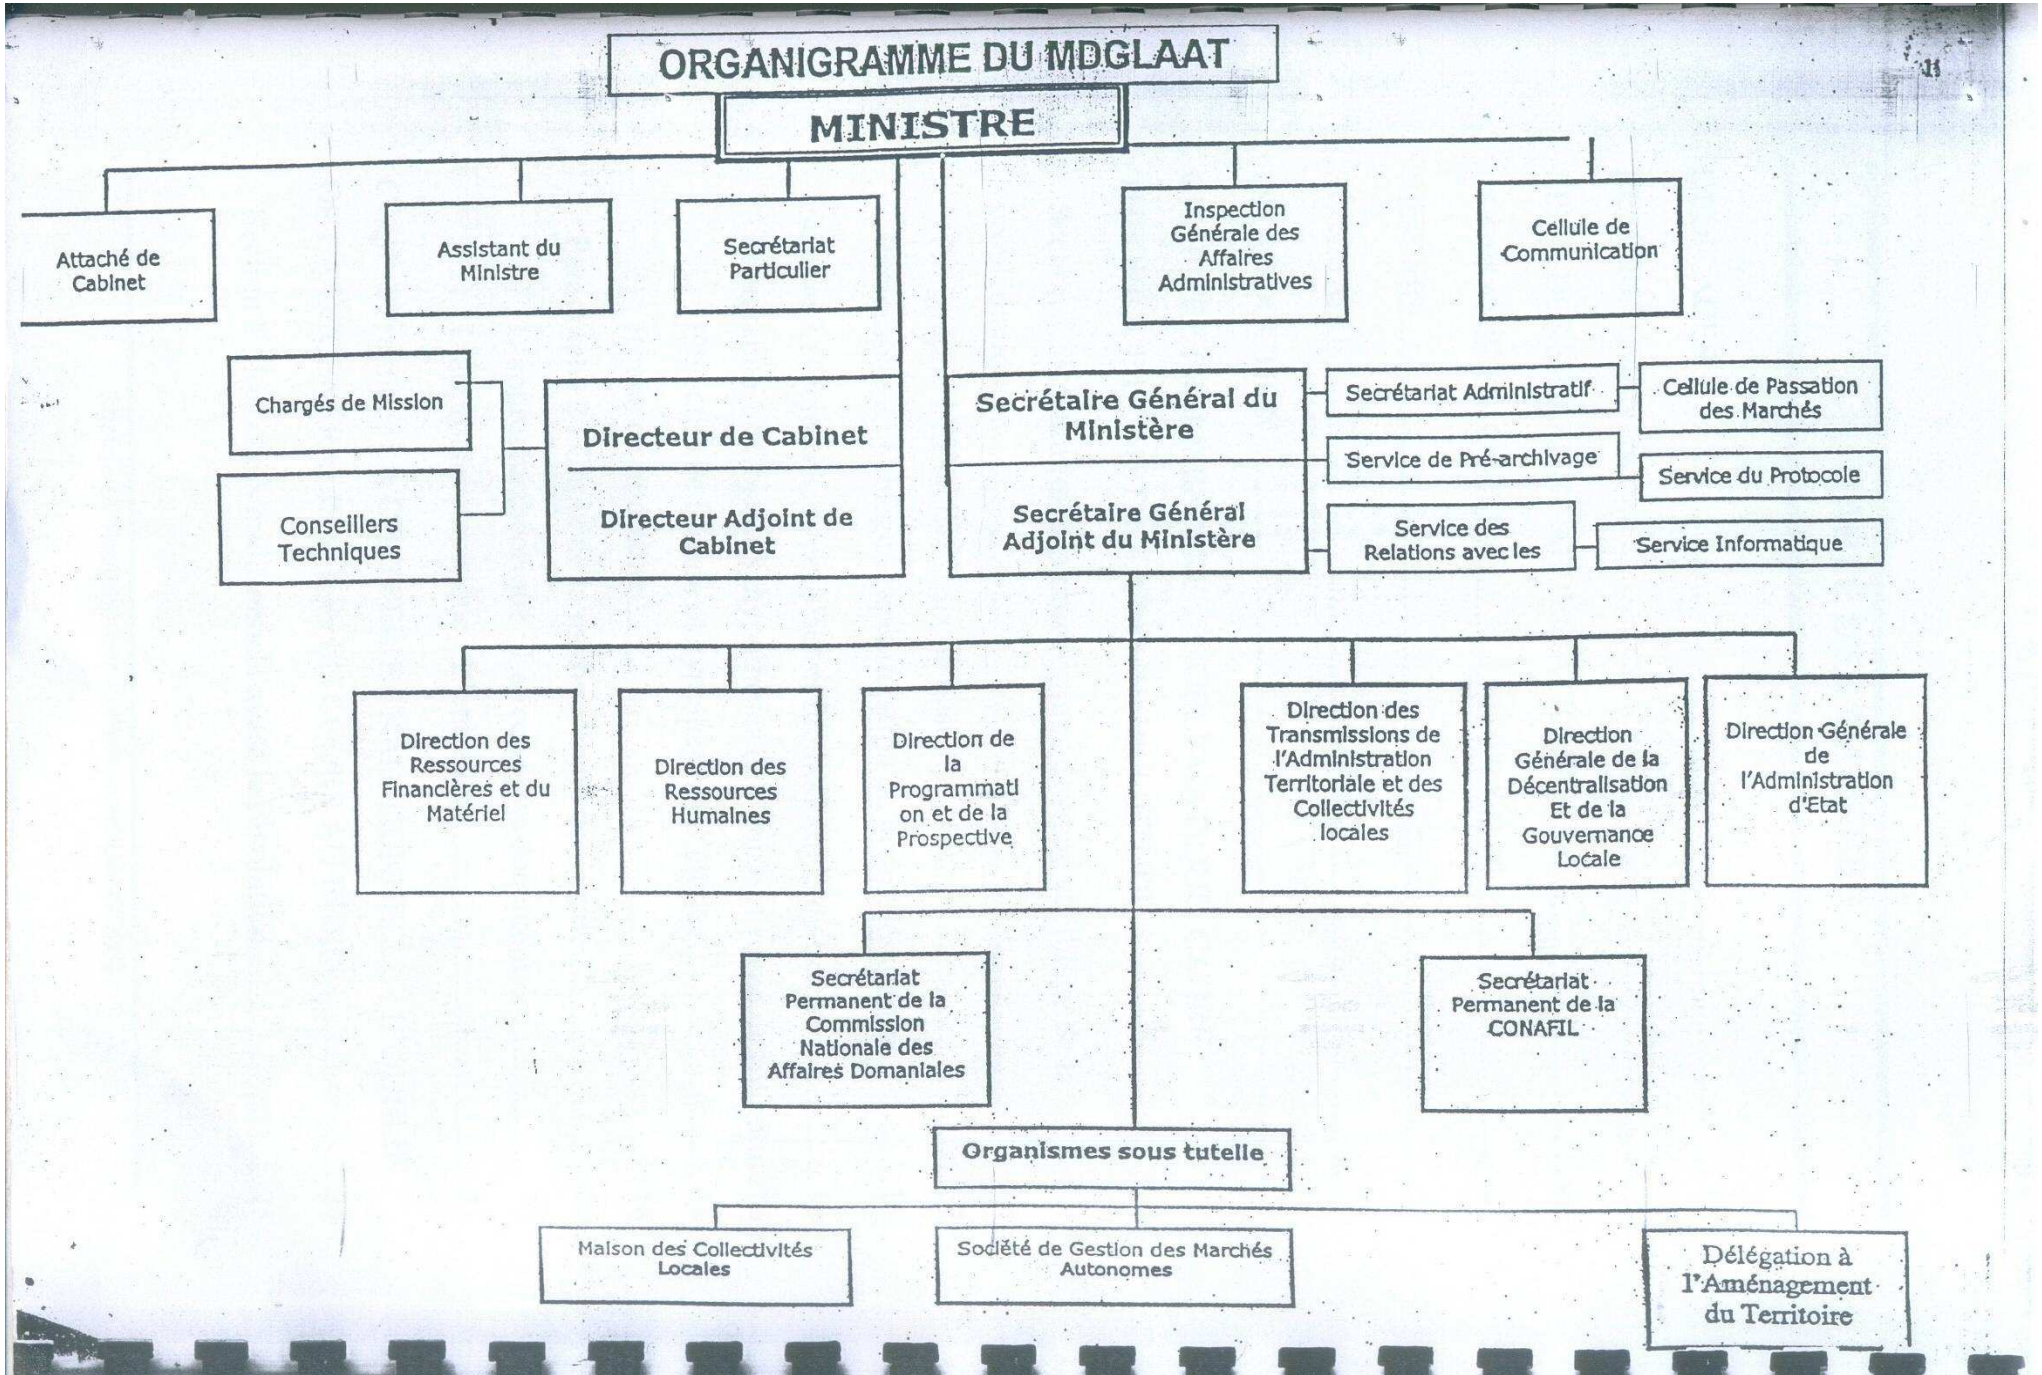 ORGANIGRAMME DU MDGLAAT
11
MINISTRE
Attaché de
Cabinet
Assistant du
Ministre
Secrétariat
Particulier
Inspection
Générale des
Affaires
Administratives
Cellule de
Communication
Chargés de Mission
Conseillers
Techniques
Directeur de Cabinet
Directeur Adjoint de
Cabinet
Secrétaire Général du
Ministère
Secrétaire Général
Adjoint du Ministère
Secrétariat Administratif
Cellule de Passation
des Marchés
Service de Pré-archivage
Service du Protocole
Service des
Relations avec les
Service Informatique
Direction des
Ressources
Financières et du
Matériel
Direction des
Ressources
Humaines
Direction de
la
Programmati
on et de la
Prospective
Direction des
Transmissions de
l'Administration
Territoriale et des
Collectivités
locales
Direction
Générale de la
Décentralisation
Et de la
Gouvernance
Locale
Direction Générale
de
l'Administration
d'Etat
Secrétariat
Permanent de la
Commission
Nationale des
Affaires Domaniales
Secrétariat
Permanent de la
CONAFIL
Organismes sous tutelle
Maison des Collectivités
Locales
Société de Gestion des Marchés
Autonomes
Délégation à
l'Aménagement
du Territoire